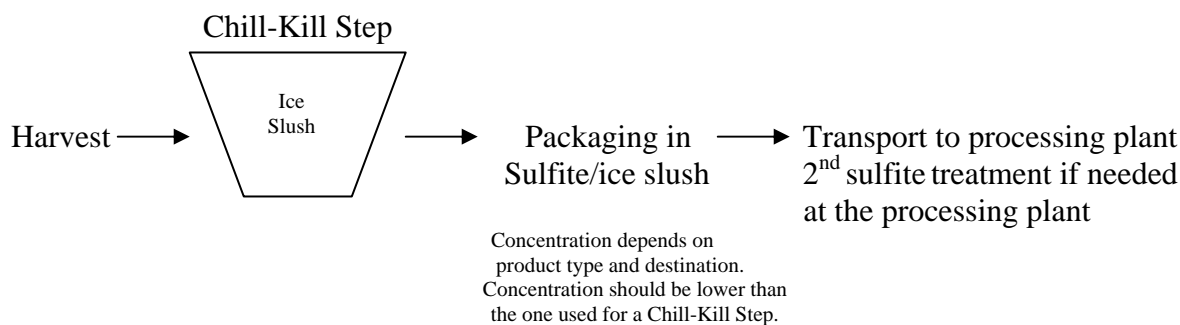 Chill-Kill Step
Ice
Slush
Harvest
Packaging in
Sulfite/ice slush
Transport to processing plant
2nd sulfite treatment if needed
at the processing plant
Concentration depends on
product type and destination.
Concentration should be lower than
the one used for a Chill-Kill Step.